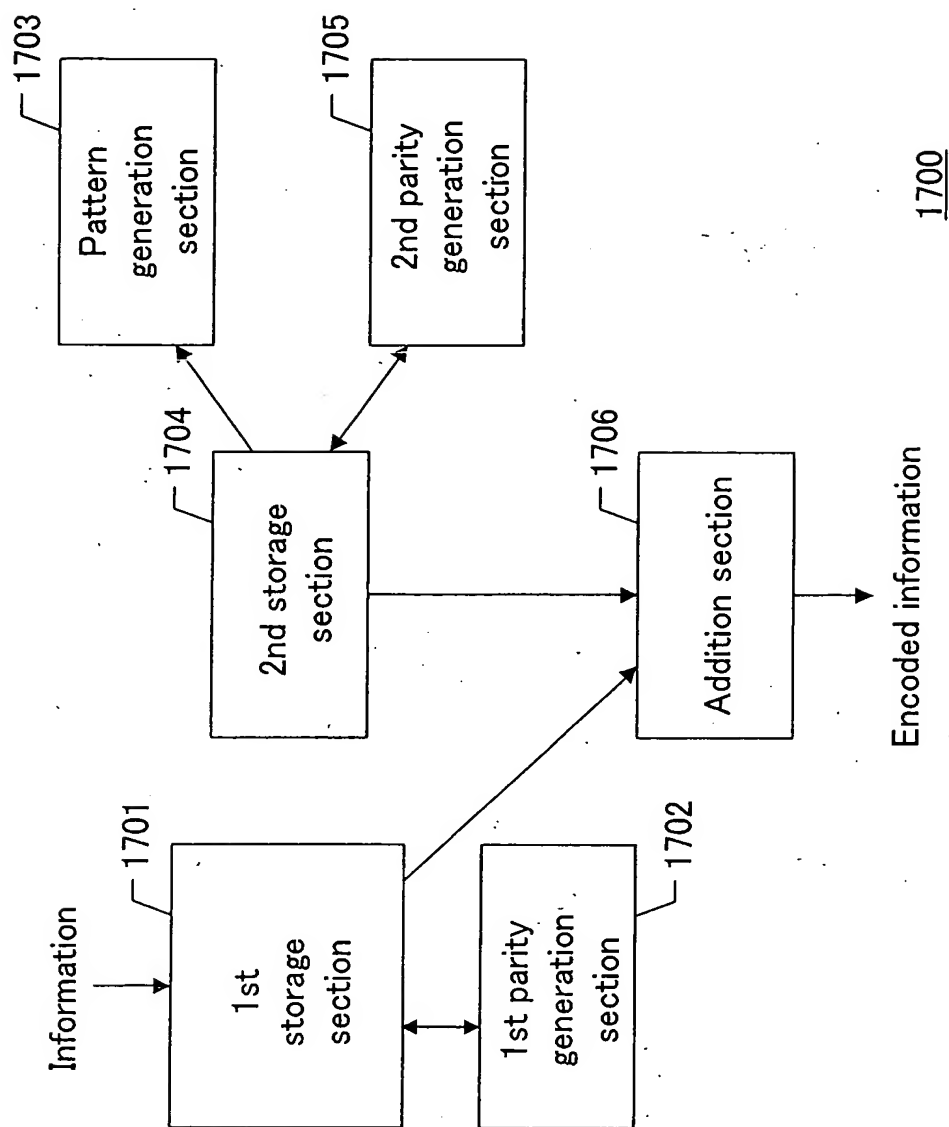 Information
1701
1st
storage
section
1st parity
generation
section
1702
1704
2nd storage
section
1703
Pattern
generation
section
1705
2nd parity
generation
section
1706
Addition section
Encoded information
1700